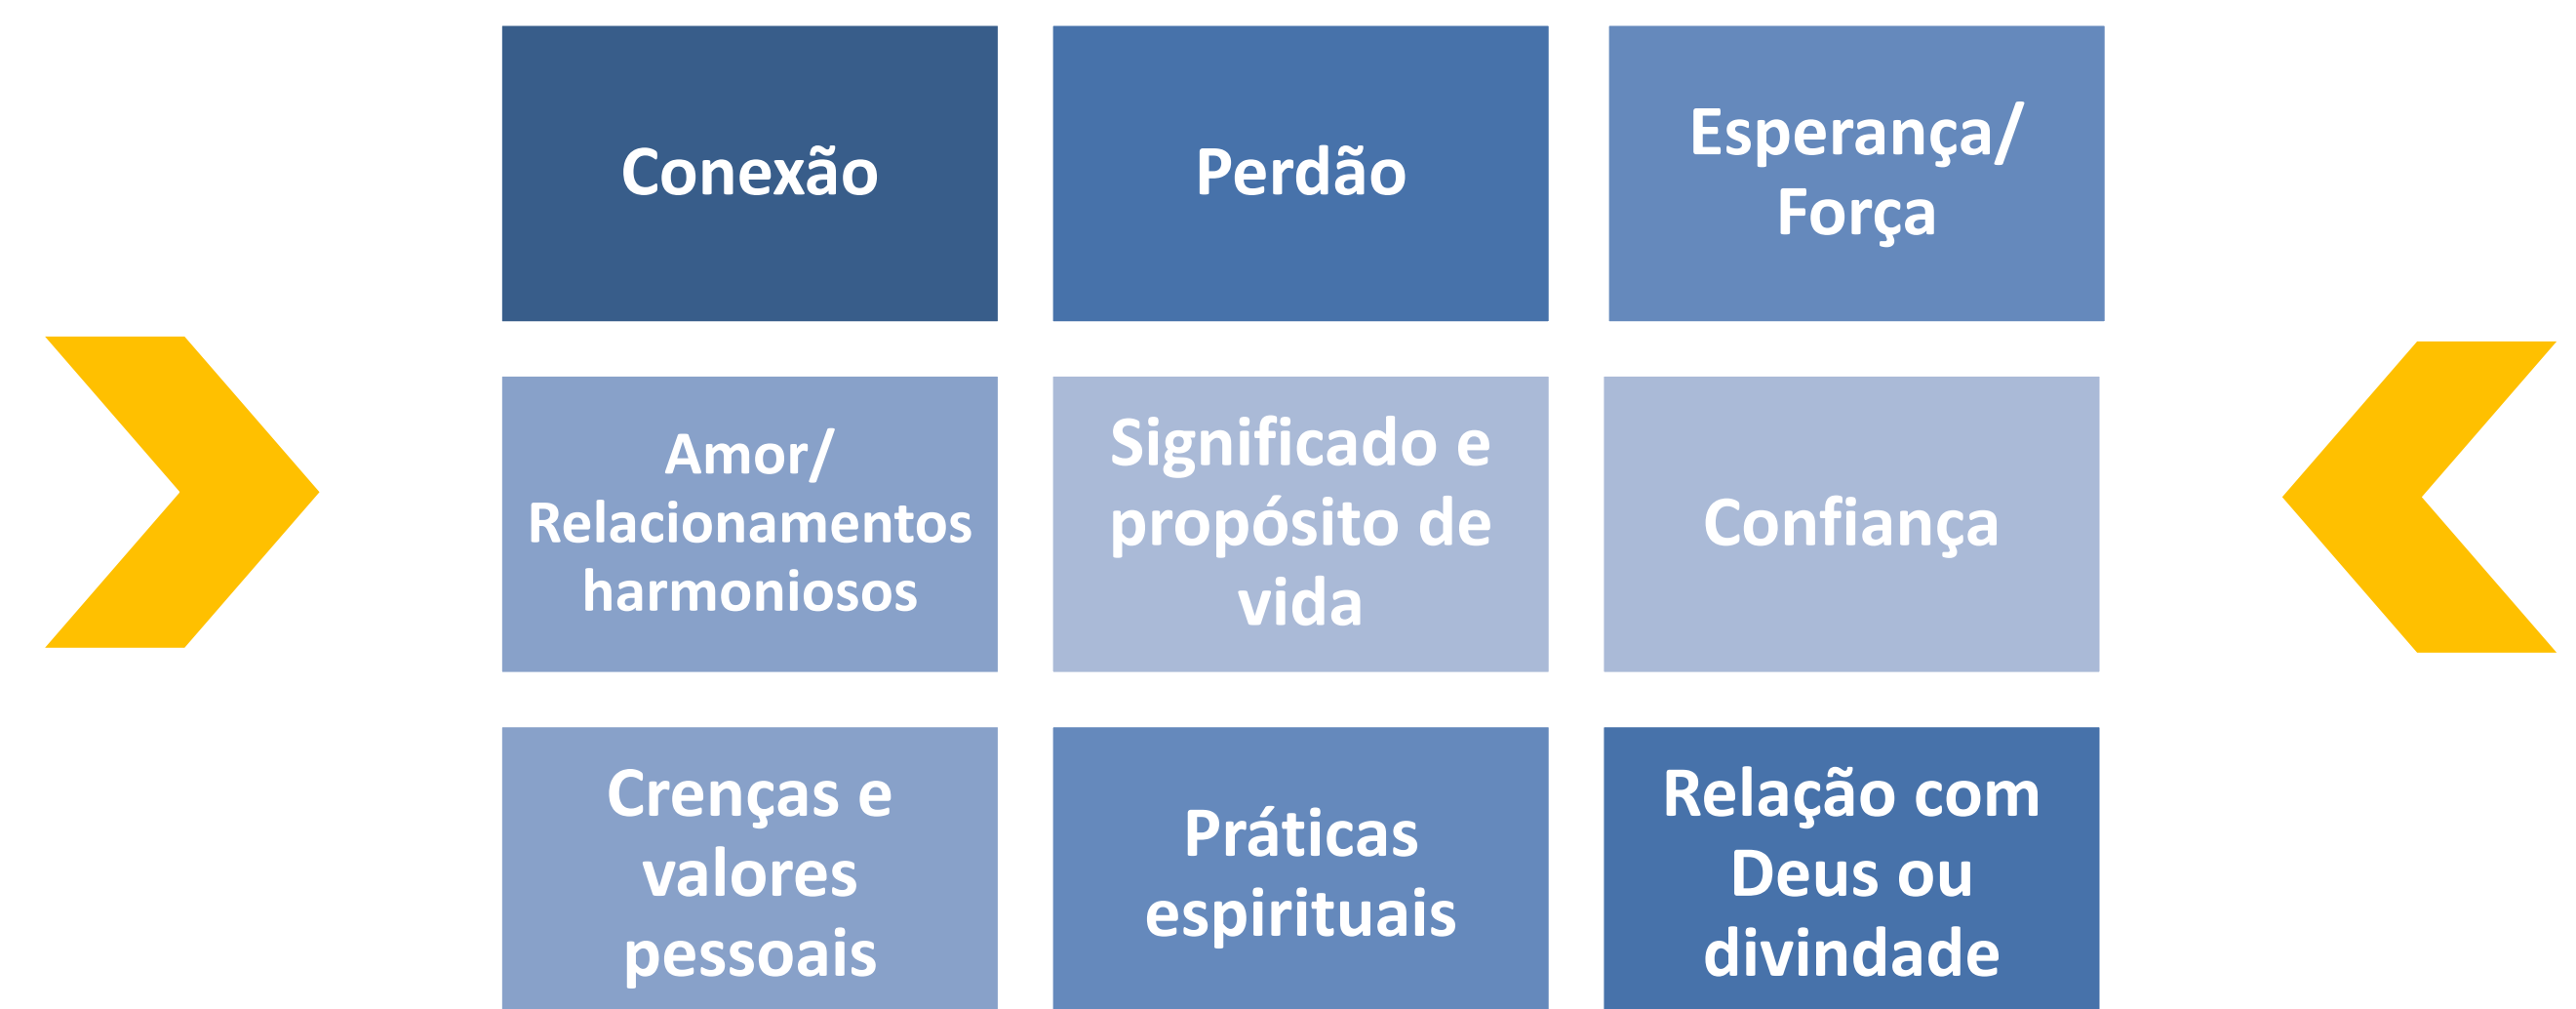 Conexão
Perdão
Esperança/
Força
Amor/
Relacionamentos
harmoniosos
Significado e
propósito de
vida
Confiança
Crenças e
valores
pessoais
Práticas
espirituais
Relação com
Deus ou
divindade